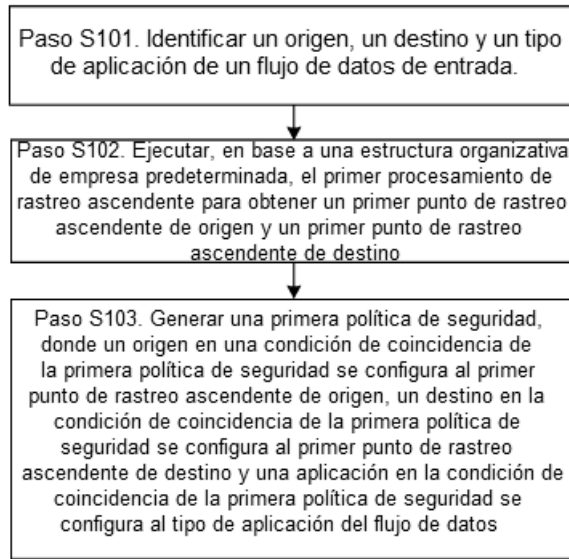 Paso S101. Identificar un origen, un destino y un tipo
de aplicación de un flujo de datos de entrada.
Paso S102. Ejecutar, en base a una estructura organizativa
de empresa predeterminada, el primer procesamiento de
rastreo ascendente para obtener un primer punto de rastreo
ascendente de origen y un primer punto de rastreo
ascendente de destino
Paso S103. Generar una primera política de seguridad,
donde un origen en una condición de coincidencia de
la primera política de seguridad se configura al primer
punto de rastreo ascendente de origen, un destino en la
condición de coincidencia de la primera política de
seguridad se configura al primer punto de rastreo
ascendente de destino y una aplicación en la condición de
coincidencia de la primera política de seguridad se
configura al tipo de aplicación del flujo de datos